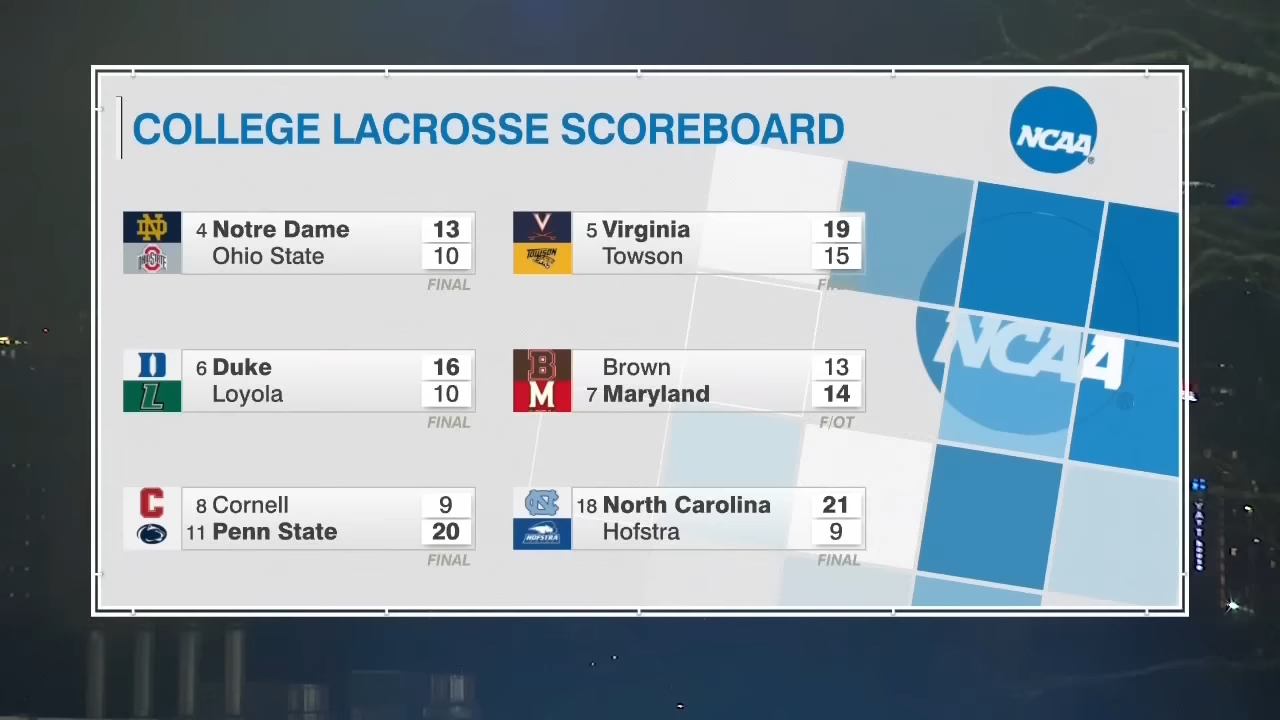 COLLEGE LACROSSE SCOREBOARD
NCAA
4 Notre Dame 13
Ohio State 10
FINAL
5 Virginia 19
Towson 15
6 Duke 16
Loyola 10
FINAL
Brown 13
7 Maryland 14
F/OT
8 Cornell 9
11 Penn State 20
FINAL
18 North Carolina 21
Hofstra 9
FINAL
NCAA
TOWSON
HOFSTRA